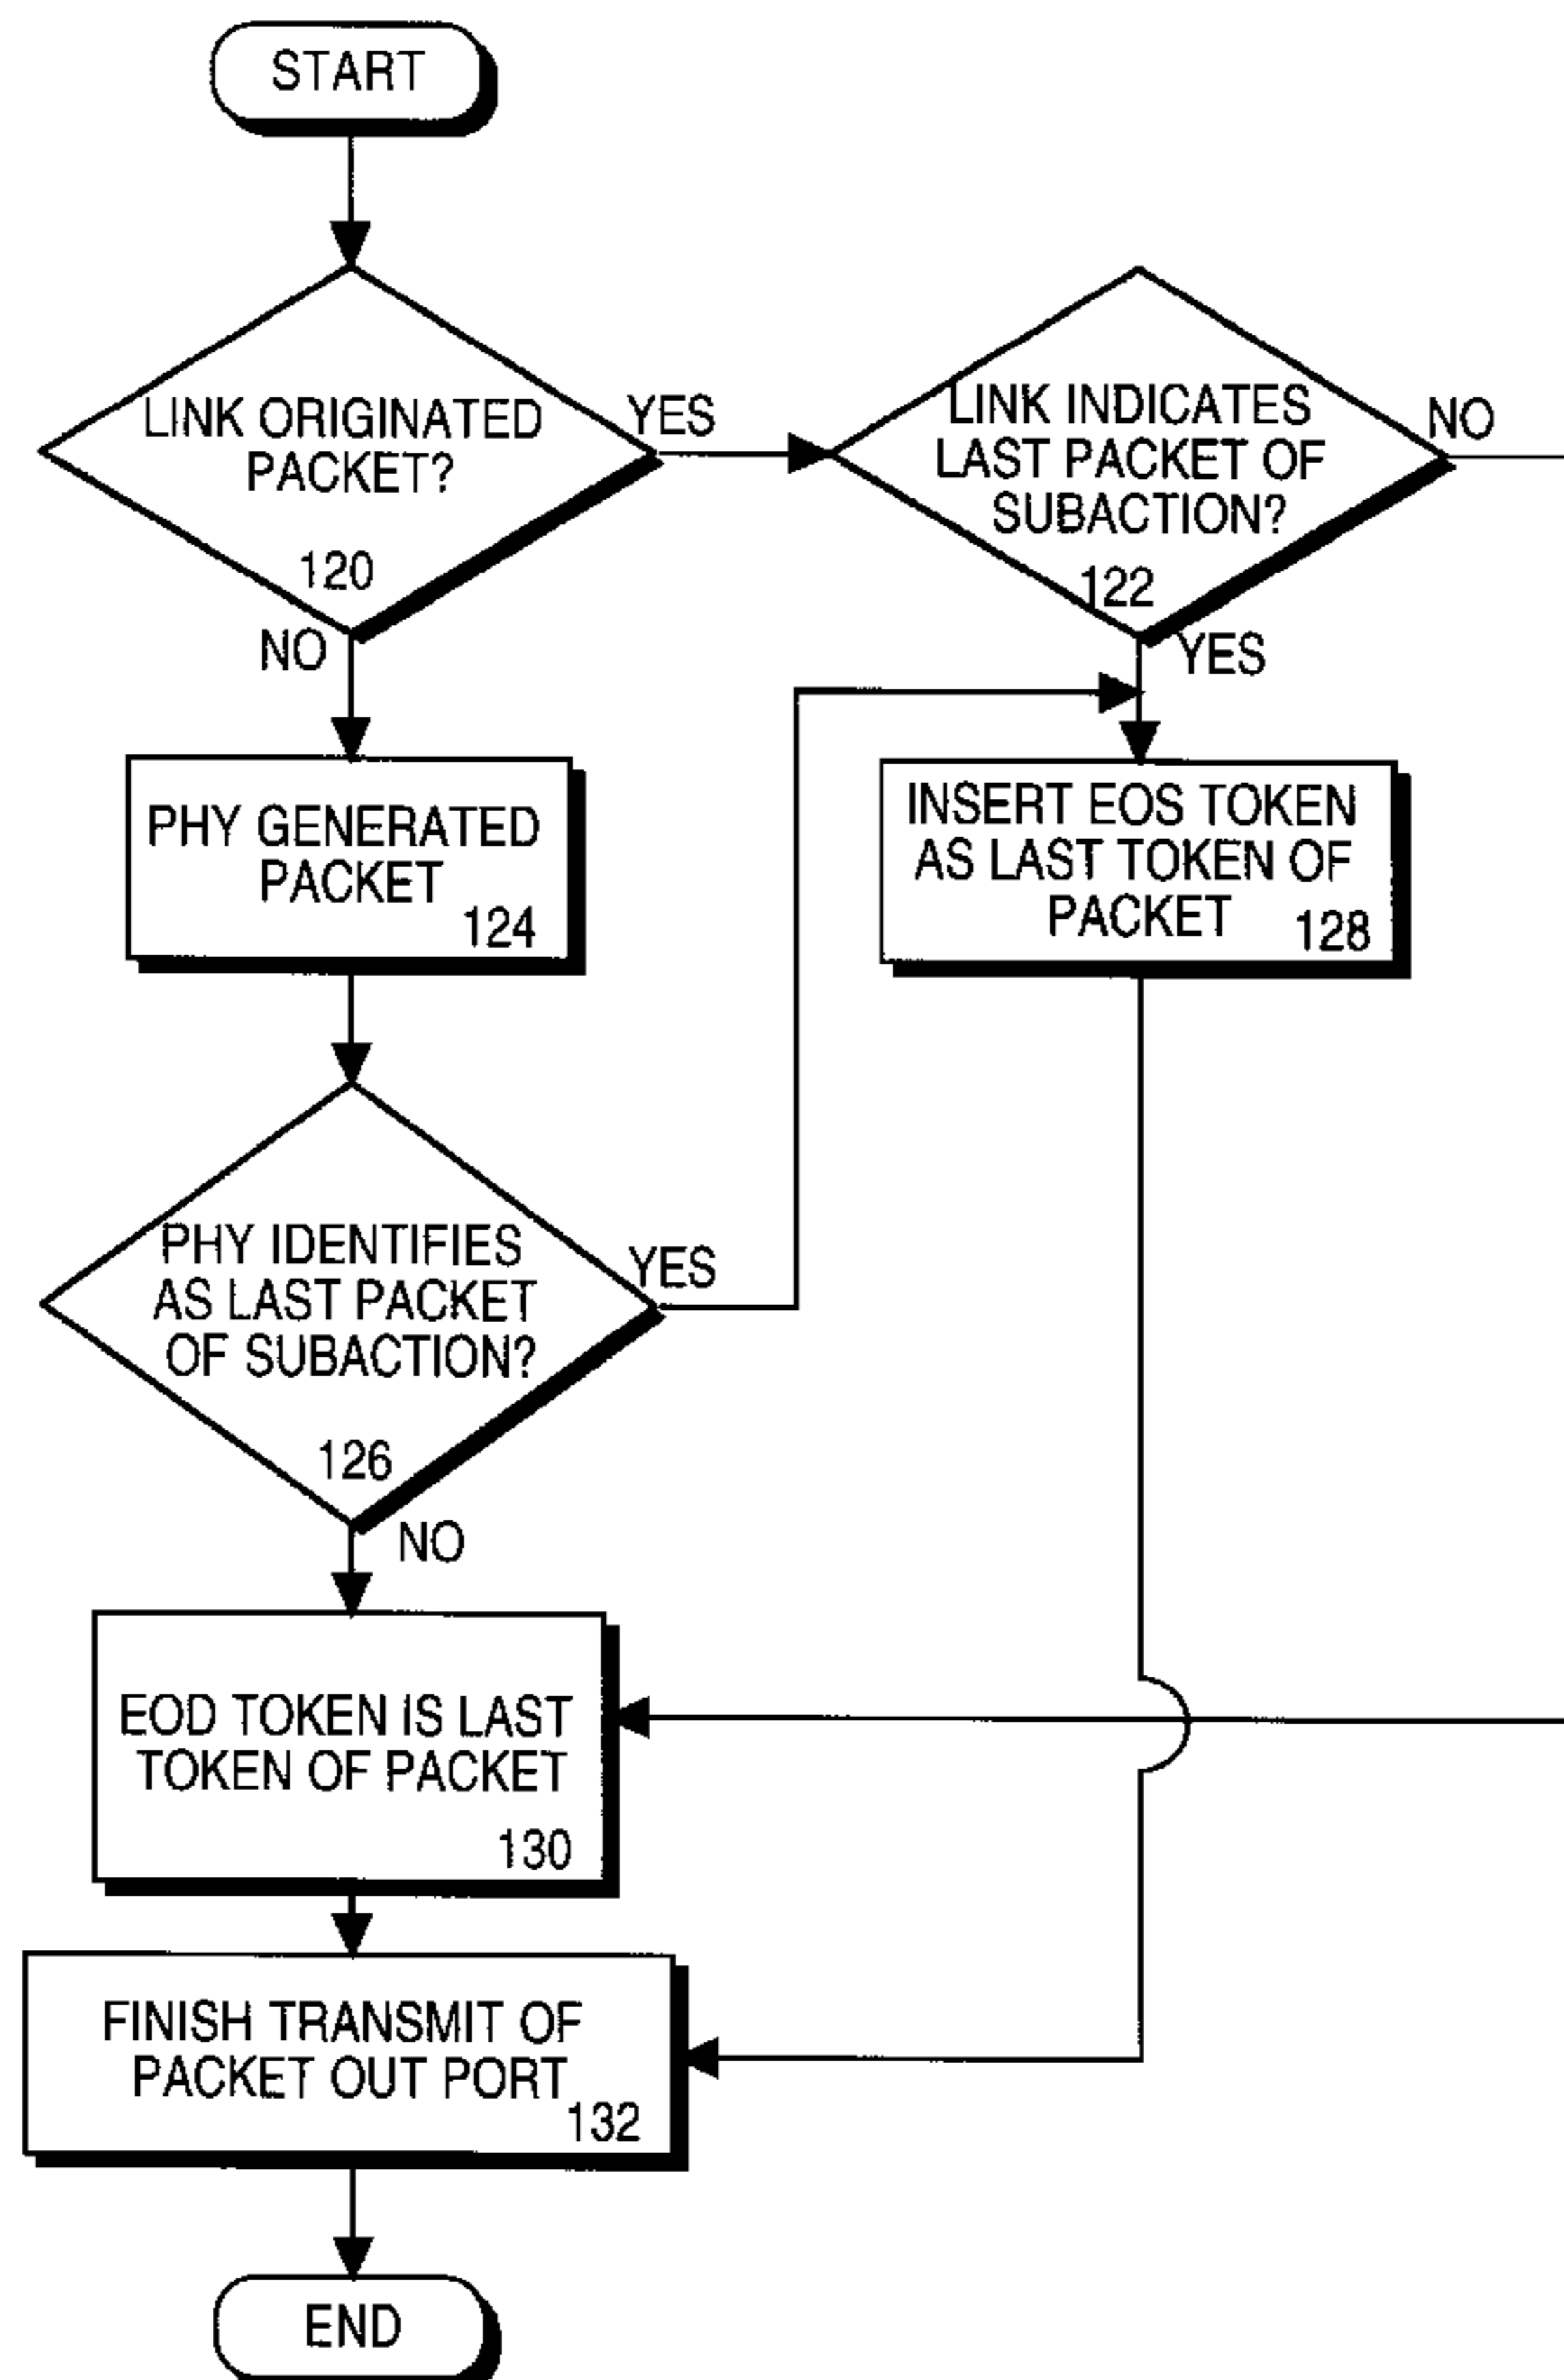 START
LINK ORIGINATED
PACKET?
120
YES
NO
LINK INDICATES
LAST PACKET OF
SUBACTION?
122
NO
YES
PHY GENERATED
PACKET
124
INSERT EOS TOKEN
AS LAST TOKEN OF
PACKET
128
PHY IDENTIFIES
AS LAST PACKET
OF SUBACTION?
126
YES
NO
EOD TOKEN IS LAST
TOKEN OF PACKET
130
FINISH TRANSMIT OF
PACKET OUT PORT
132
END